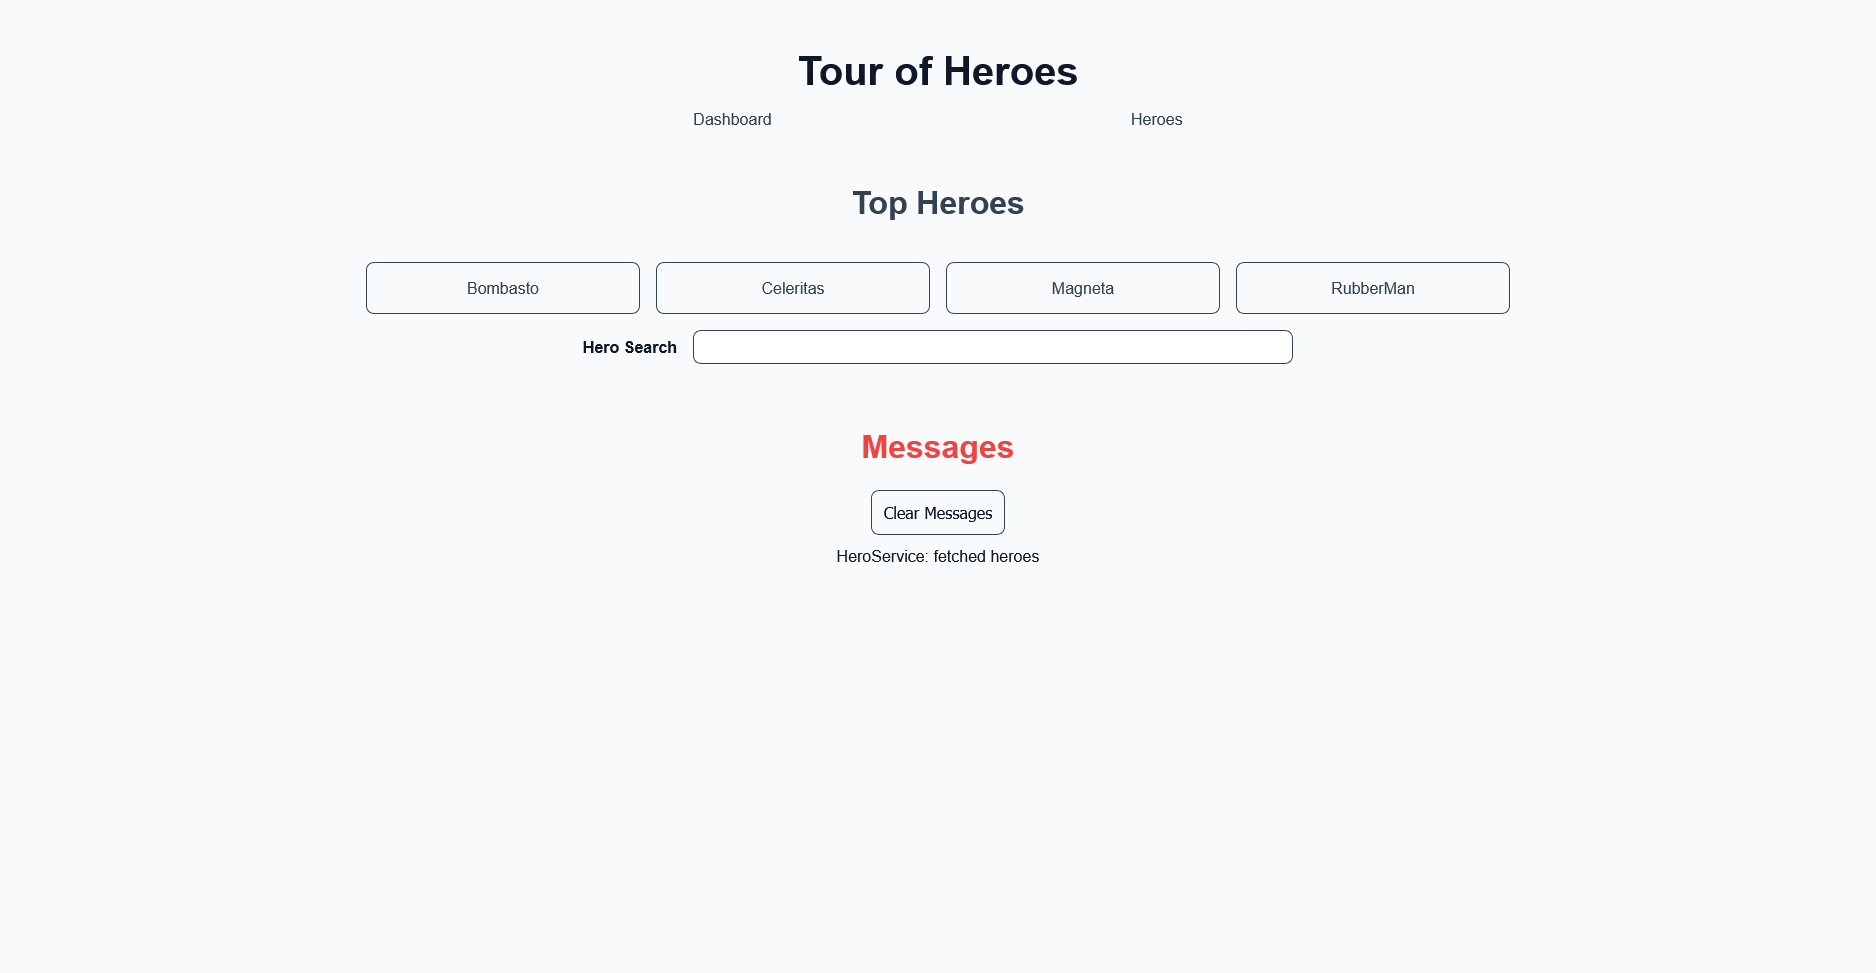 Tour of Heroes
Dashboard Heroes
Top Heroes
Bombasto Celeritas Magneta RubberMan
Hero Search
Messages
Clear Messages
HeroService: fetched heroes